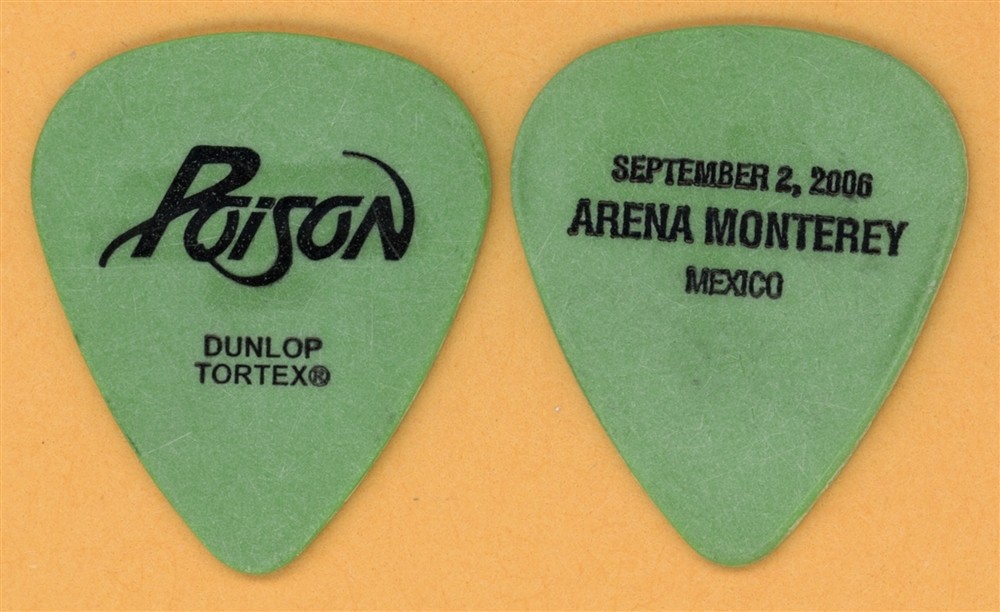 Poison
DUNLOP
TORTEX®
SEPTEMBER 2, 2006
ARENA MONTEREY
MEXICO